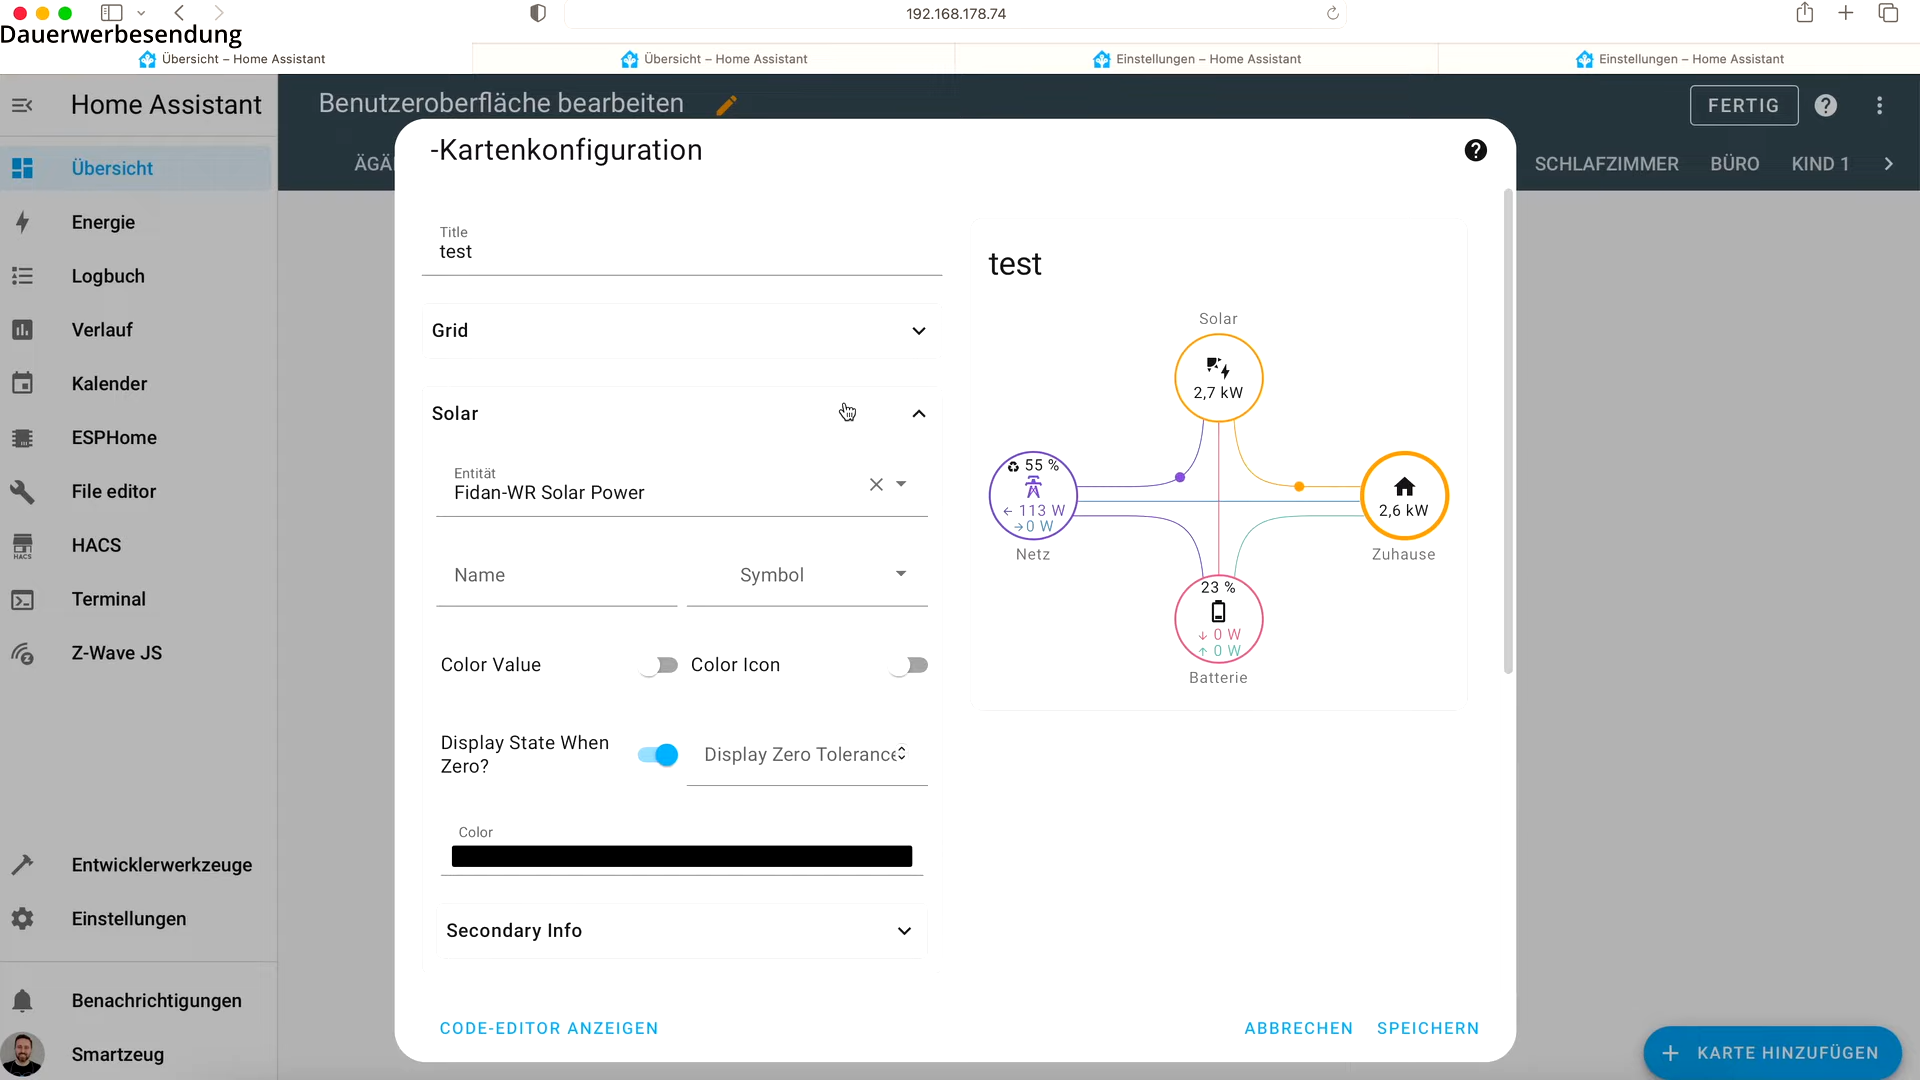 192.168.178.74
Dauerwerbesendung
Übersicht – Home Assistant
Übersicht – Home Assistant
Einstellungen – Home Assistant
Einstellungen – Home Assistant
Home Assistant
Benutzeroberfläche bearbeiten
FERTIG
Übersicht
Energie
Logbuch
Verlauf
Kalender
ESPHome
File editor
HACS
HACS
Terminal
Z-Wave JS
Entwicklerwerkzeuge
Einstellungen
Benachrichtigungen
Smartzeug
ÄGÄ
SCHLAFZIMMER
BÜRO
KIND 1
-Kartenkonfiguration
Title
test
Grid
Solar
Entität
Fidan-WR Solar Power
Name
Symbol
Color Value
Color Icon
Display State When
Zero?
Display Zero Tolerance
Color
Secondary Info
test
Solar
2,7 kW
55 %
← 113 W
→0 W
Netz
2,6 kW
Zuhause
23 %
↓ 0 W
↑ 0 W
Batterie
CODE-EDITOR ANZEIGEN
ABBRECHEN
SPEICHERN
+ KARTE HINZUFÜGEN